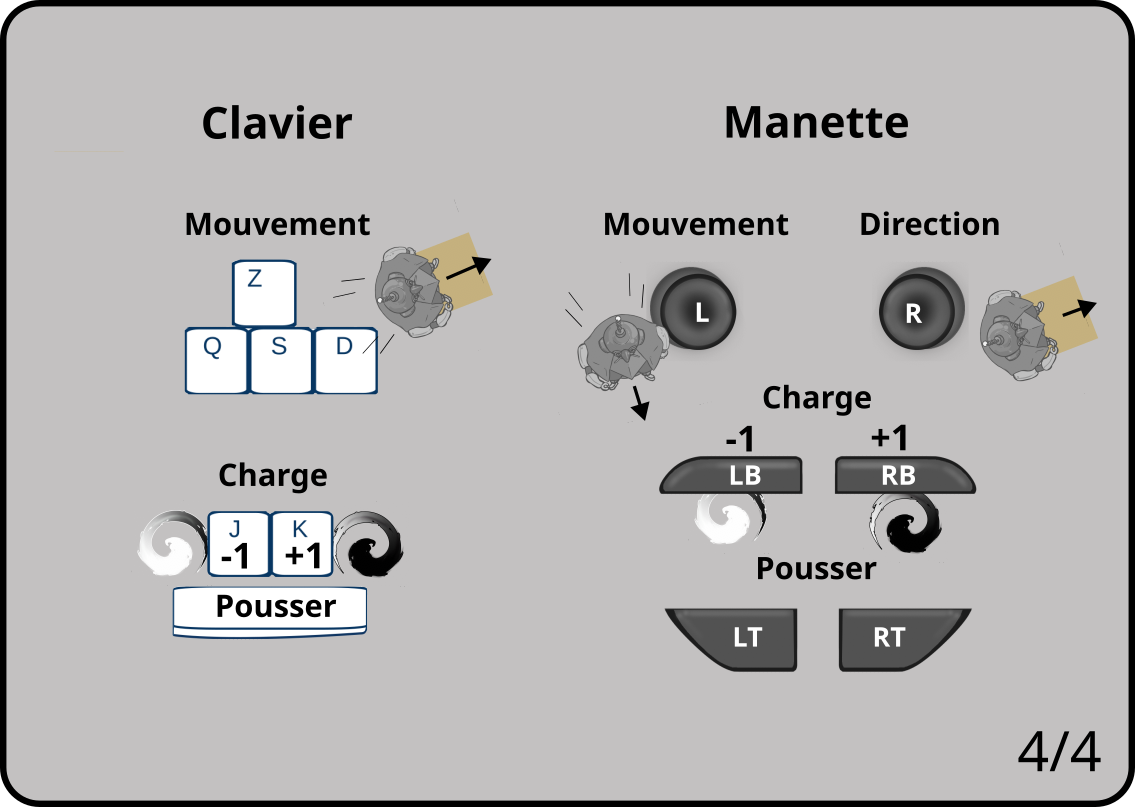 Clavier
Mouvement
Z
Q S D
Charge
J K
-1 +1
Pousser
Manette
Mouvement Direction
L R
Charge
-1 +1
LB RB
Pousser
LT RT
4/4